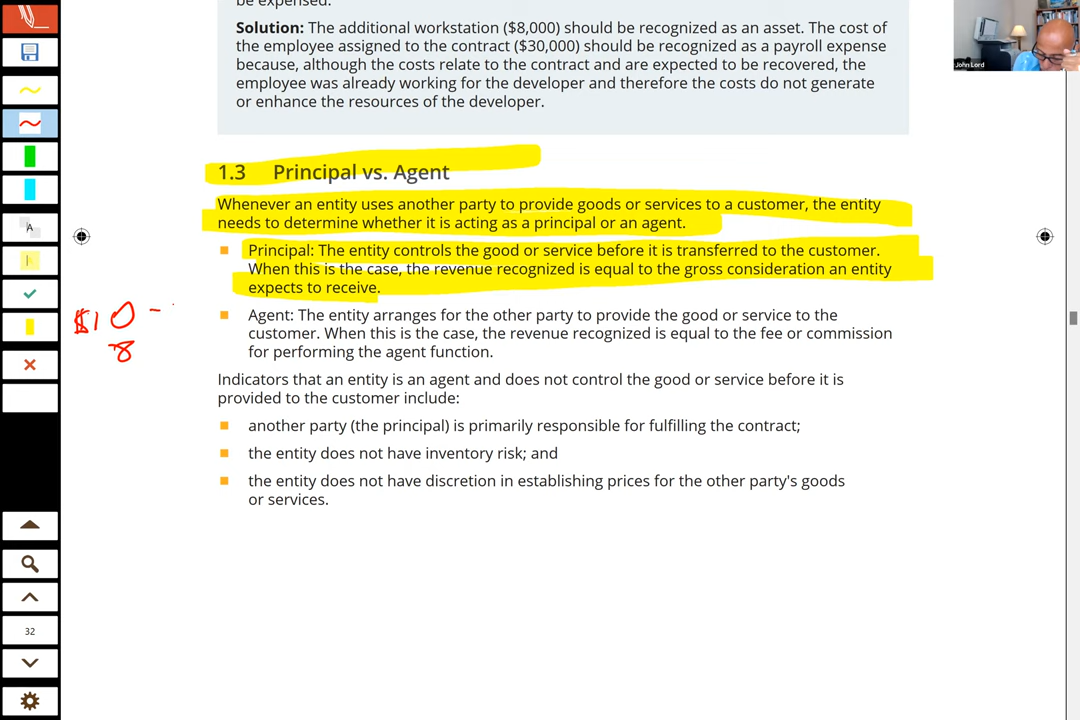 be expensed.
Solution: The additional workstation ($8,000) should be recognized as an asset. The cost of
the employee assigned to the contract ($30,000) should be recognized as a payroll expense
because, although the costs relate to the contract and are expected to be recovered, the
employee was already working for the developer and therefore the costs do not generate
or enhance the resources of the developer.
John Lord
1.3 Principal vs. Agent
Whenever an entity uses another party to provide goods or services to a customer, the entity
needs to determine whether it is acting as a principal or an agent.
Principal: The entity controls the good or service before it is transferred to the customer.
When this is the case, the revenue recognized is equal to the gross consideration an entity
expects to receive.
$10 -
8
Agent: The entity arranges for the other party to provide the good or service to the
customer. When this is the case, the revenue recognized is equal to the fee or commission
for performing the agent function.
Indicators that an entity is an agent and does not control the good or service before it is
provided to the customer include:
another party (the principal) is primarily responsible for fulfilling the contract;
the entity does not have inventory risk; and
the entity does not have discretion in establishing prices for the other party's goods
or services.
A
32